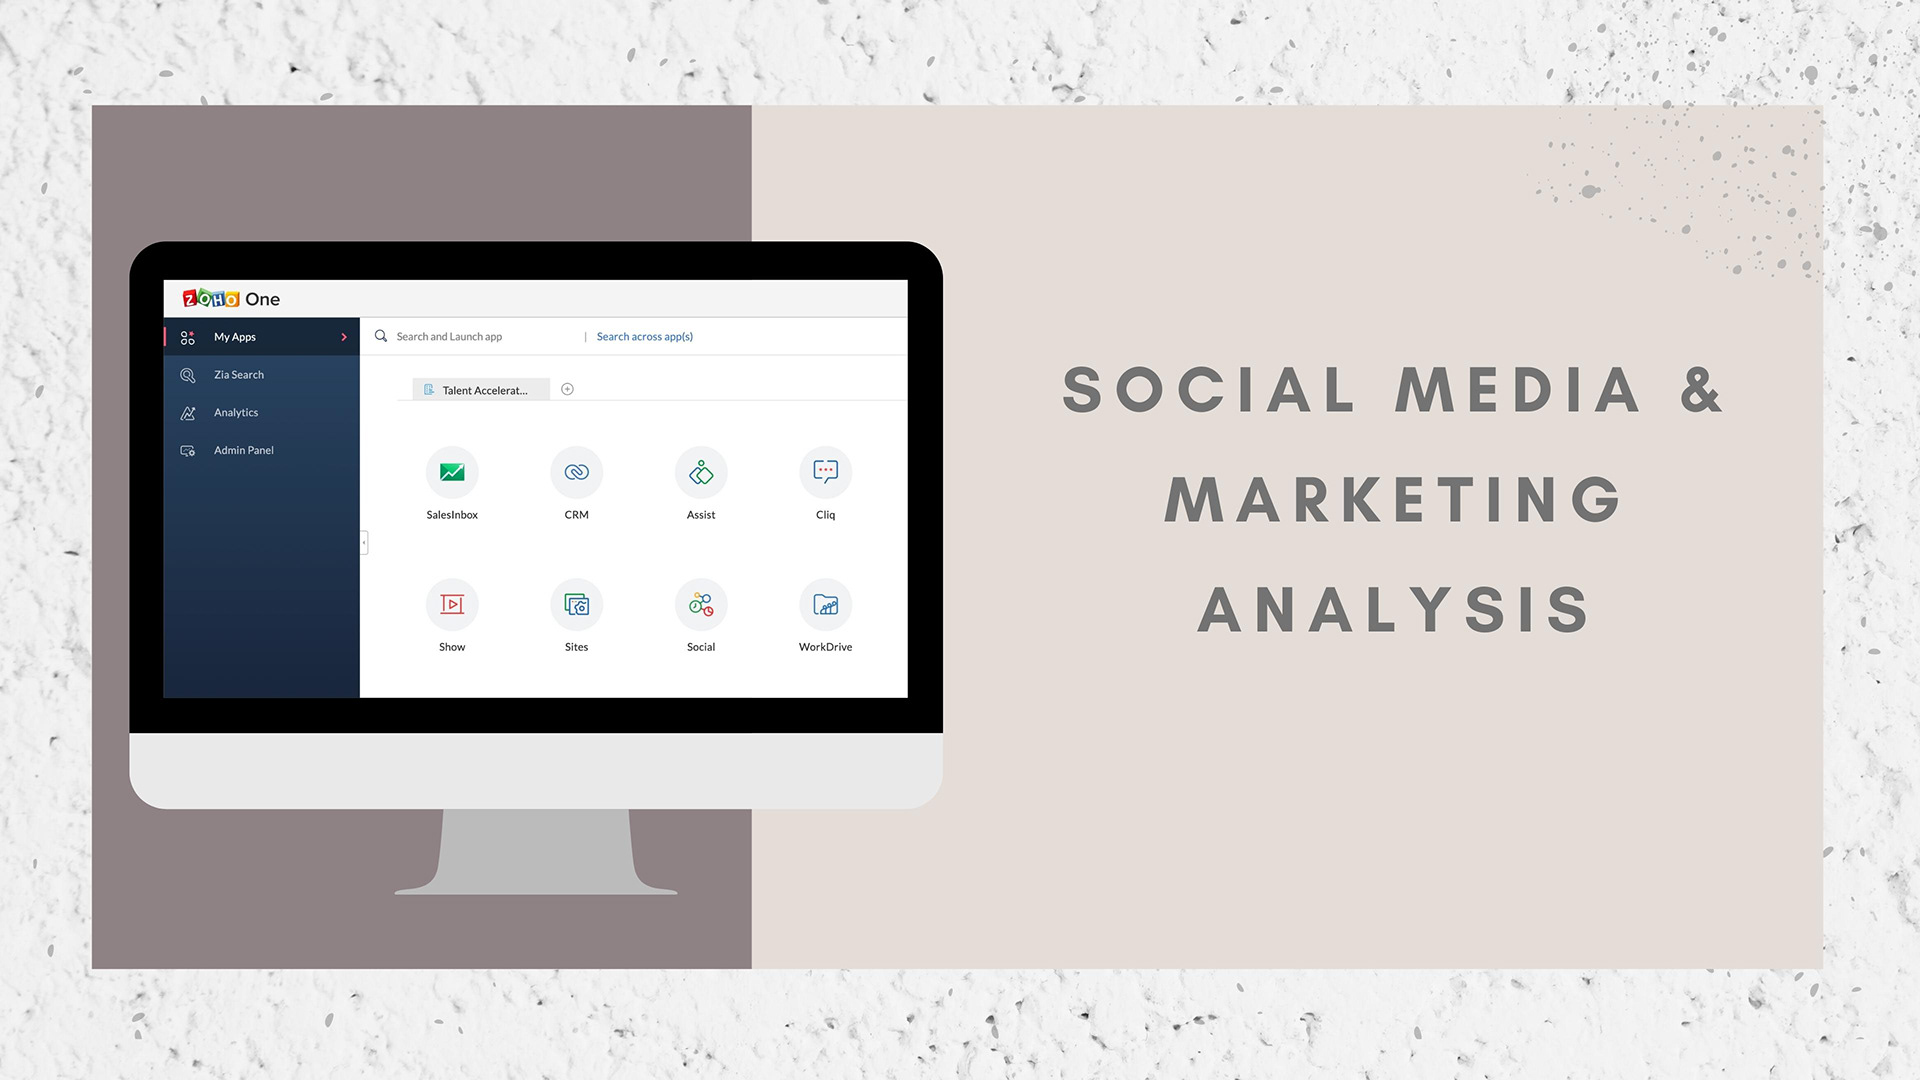 ZOHO One
My Apps
Zia Search
Analytics
Admin Panel
Search and Launch app | Search across app(s)
Talent Accelerat...
SalesInbox
CRM
Assist
Cliq
Show
Sites
Social
WorkDrive
SOCIAL MEDIA &
MARKETING
ANALYSIS